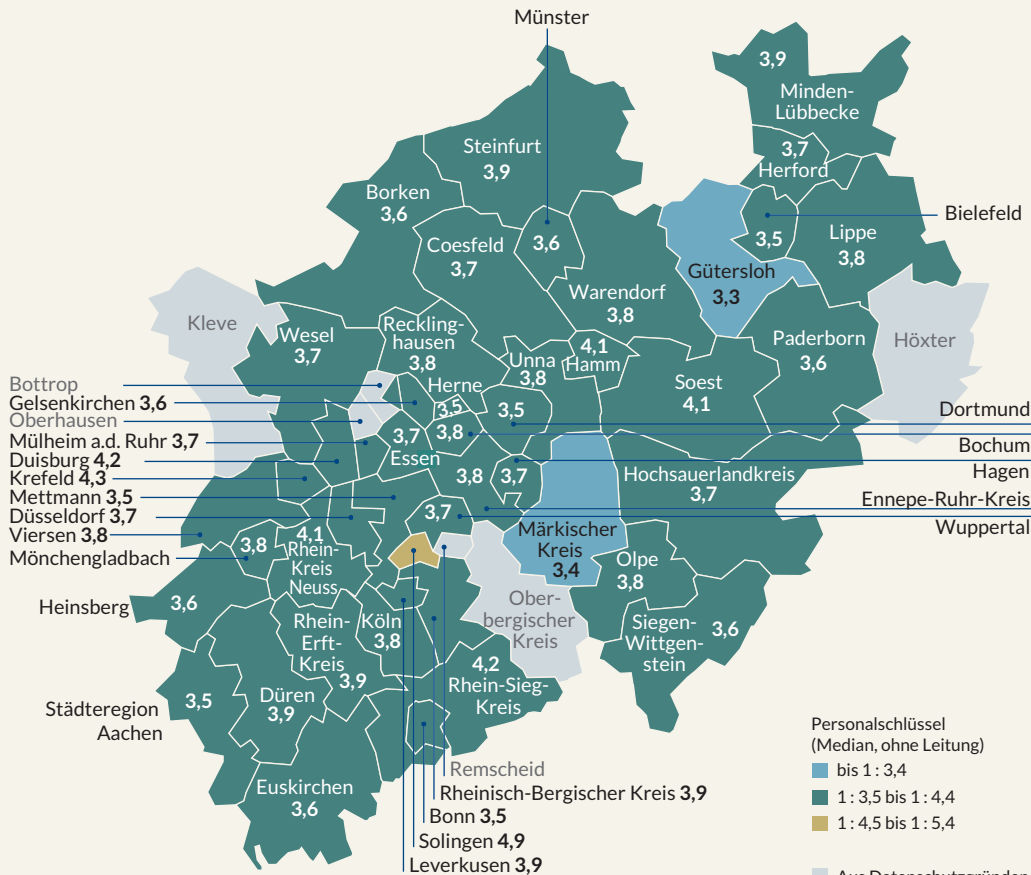 Münster
3,9
Minden-
Lübbecke
Steinfurt
3,9
3,7
Herford
Borken
3,6
Bielefeld
3,5
Lippe
3,8
Coesfeld
3,7
3,6
Gütersloh
3,3
Warendorf
3,8
Kleve
Wesel
3,7
Reckling-
hausen
3,8
Unna
3,8
4,1
Hamm
Soest
4,1
Paderborn
3,6
Höxter
Bottrop
Gelsenkirchen 3,6
Oberhausen
Mülheim a.d. Ruhr 3,7
Duisburg 4,2
Krefeld 4,3
Mettmann 3,5
Düsseldorf 3,7
Viersen 3,8
Mönchengladbach
Herne
3,5
3,5
3,7
Essen
3,8
3,8
3,7
3,7
Dortmund
Bochum
Hagen
Ennepe-Ruhr-Kreis
Wuppertal
Hochsauerlandkreis
3,7
Märkischer
Kreis
3,4
3,8
4,1
Rhein-
Kreis
Neuss
Heinsberg
3,6
Olpe
3,8
Ober-
bergischer
Kreis
Siegen-
Wittgen-
stein
3,6
Rhein-
Erft-
Kreis
3,9
Köln
3,8
4,2
Rhein-Sieg-
Kreis
3,5
Städteregion
Aachen
Düren
3,9
Euskirchen
3,6
Remscheid
Rheinisch-Bergischer Kreis 3,9
Bonn 3,5
Solingen 4,9
Leverkusen 3,9
Personalschlüssel
(Median, ohne Leitung)
bis 1 : 3,4
1 : 3,5 bis 1 : 4,4
1 : 4,5 bis 1 : 5,4
Aus Datenschutzgründen